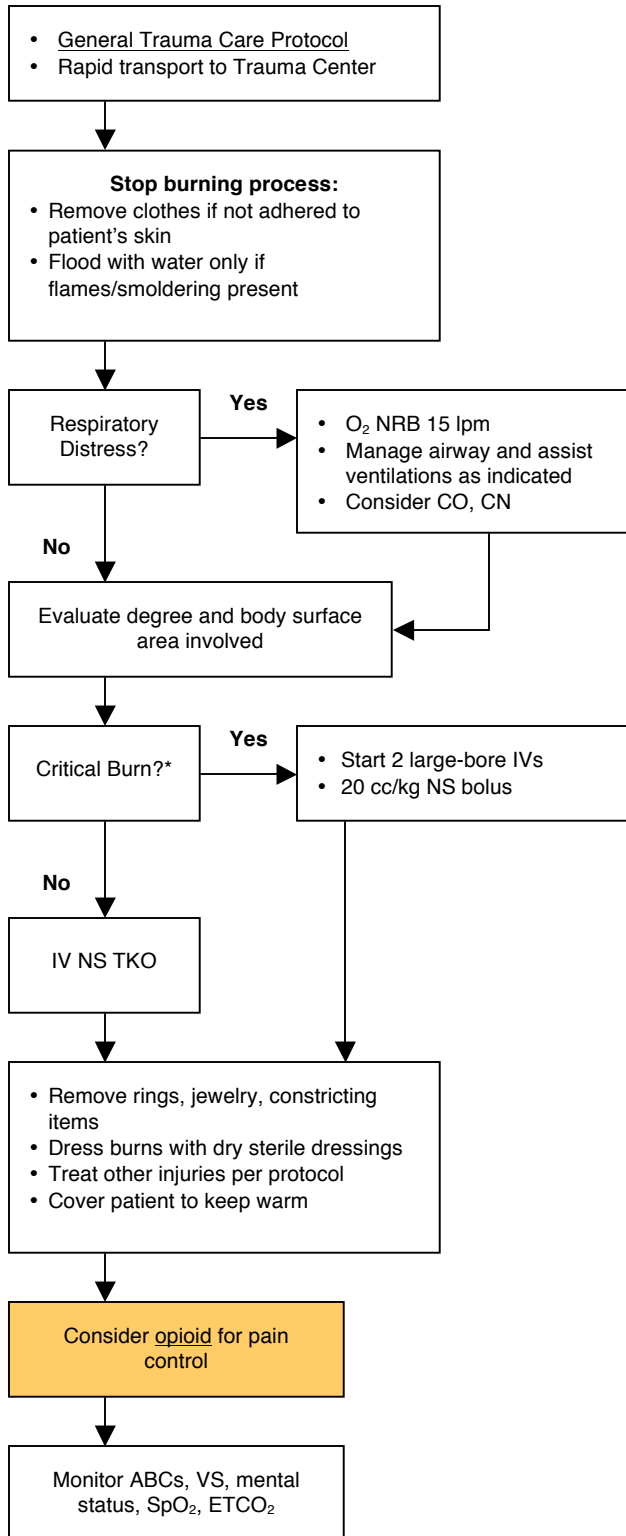 • General Trauma Care Protocol
• Rapid transport to Trauma Center
Stop burning process:
• Remove clothes if not adhered to
patient's skin
• Flood with water only if
flames/smoldering present
Respiratory
Distress?
Yes
• O₂ NRB 15 lpm
• Manage airway and assist
ventilations as indicated
• Consider CO, CN
No
Evaluate degree and body surface
area involved
Critical Burn?*
Yes
• Start 2 large-bore IVs
• 20 cc/kg NS bolus
No
IV NS TKO
• Remove rings, jewelry, constricting
items
• Dress burns with dry sterile dressings
• Treat other injuries per protocol
• Cover patient to keep warm
Consider opioid for pain
control
Monitor ABCs, VS, mental
status, SpO₂, ETCO₂